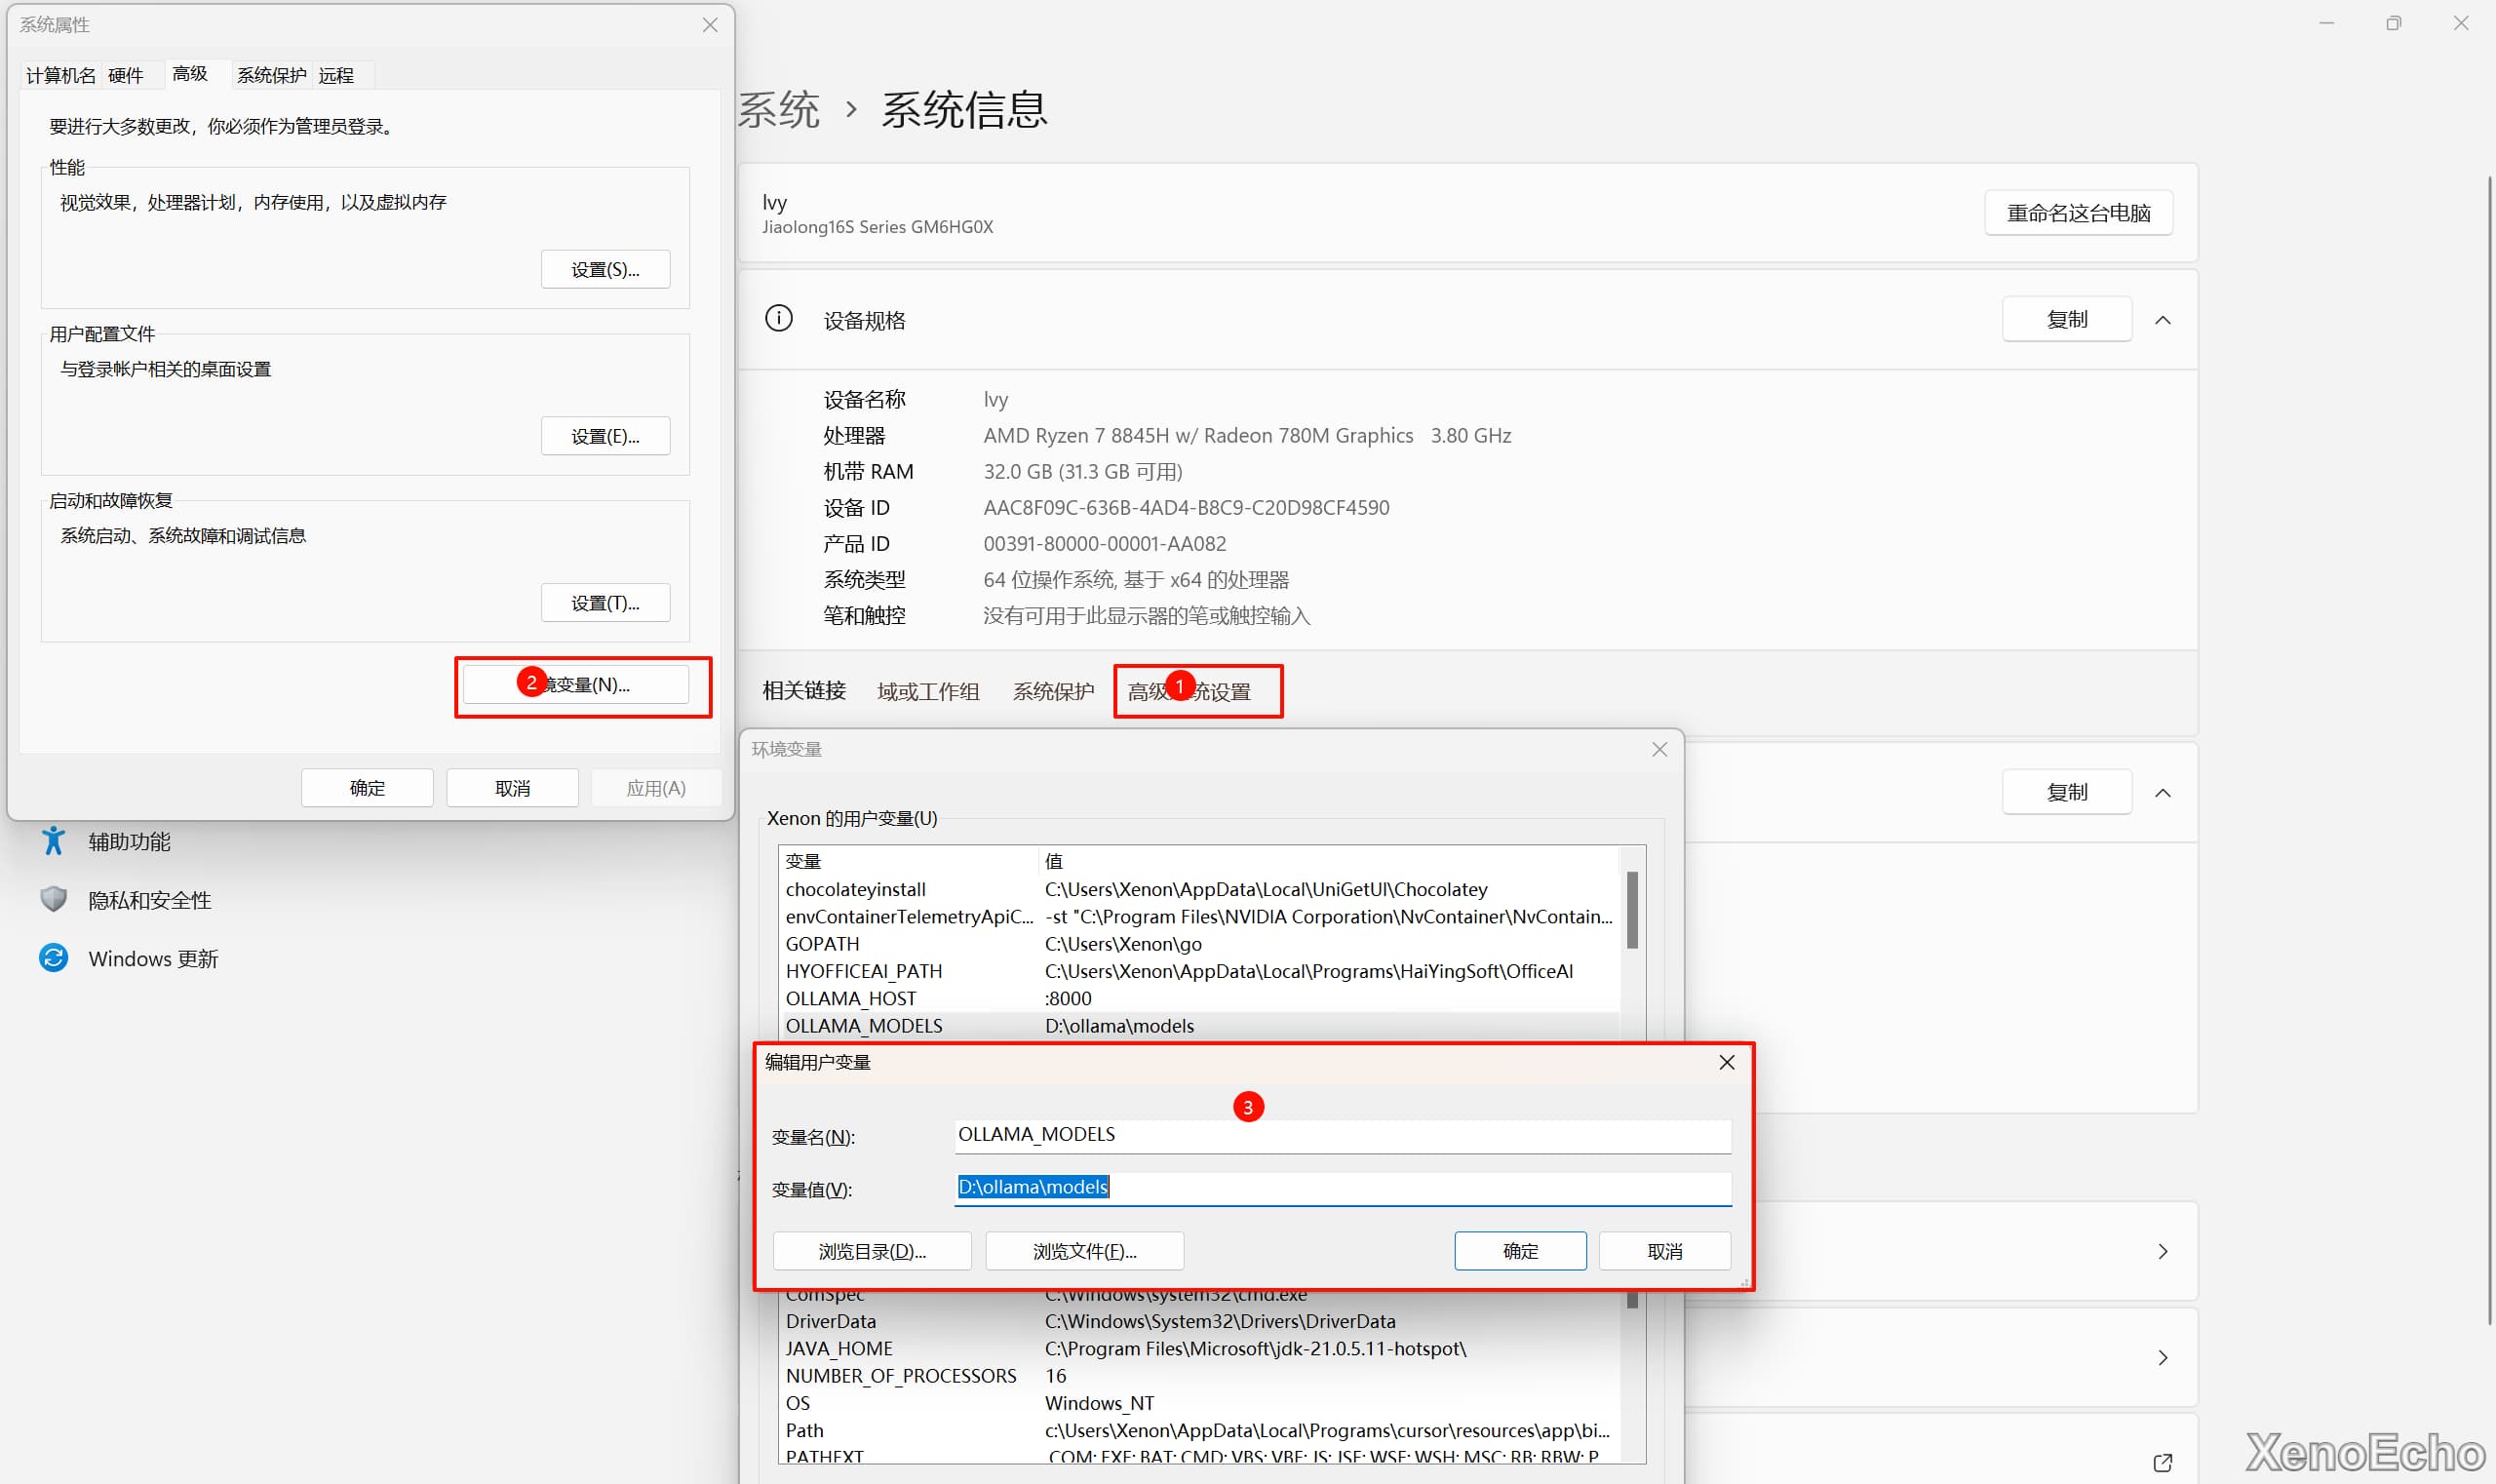 系统属性
计算机名 硬件 高级 系统保护 远程
要进行大多数更改，你必须作为管理员登录。
性能
视觉效果，处理器计划，内存使用，以及虚拟内存
设置(S)...
用户配置文件
与登录帐户相关的桌面设置
设置(E)...
启动和故障恢复
系统启动、系统故障和调试信息
设置(T)...
2
境变量(N)...
确定 取消 应用(A)
辅助功能
隐私和安全性
Windows 更新
系统 › 系统信息
lvy
Jiaolong16S Series GM6HG0X
重命名这台电脑
设备规格
复制
设备名称 lvy
处理器 AMD Ryzen 7 8845H w/ Radeon 780M Graphics 3.80 GHz
机带 RAM 32.0 GB (31.3 GB 可用)
设备 ID AAC8F09C-636B-4AD4-B8C9-C20D98CF4590
产品 ID 00391-80000-00001-AA082
系统类型 64 位操作系统, 基于 x64 的处理器
笔和触控 没有可用于此显示器的笔或触控输入
相关链接 域或工作组 系统保护 高级 1 统设置
复制
环境变量
Xenon 的用户变量(U)
变量 值
chocolateyinstall C:\Users\Xenon\AppData\Local\UniGetUI\Chocolatey
envContainerTelemetryApiC... -st "C:\Program Files\NVIDIA Corporation\NvContainer\NvContain...
GOPATH C:\Users\Xenon\go
HYOFFICEAI_PATH C:\Users\Xenon\AppData\Local\Programs\HaiYingSoft\OfficeAI
OLLAMA_HOST :8000
OLLAMA_MODELS D:\ollama\models
编辑用户变量
3
变量名(N): OLLAMA_MODELS
变量值(V): D:\ollama\models
浏览目录(D)... 浏览文件(F)... 确定 取消
ComSpec C:\Windows\system32\cmd.exe
DriverData C:\Windows\System32\Drivers\DriverData
JAVA_HOME C:\Program Files\Microsoft\jdk-21.0.5.11-hotspot\
NUMBER_OF_PROCESSORS 16
OS Windows_NT
Path c:\Users\Xenon\AppData\Local\Programs\cursor\resources\app\bi...
PATHEXT .COM;.EXE;.BAT;.CMD;.VBS;.VBE;.JS;.JSE;.WSF;.WSH;.MSC;.RB;.RBW;.P
XenoEcho